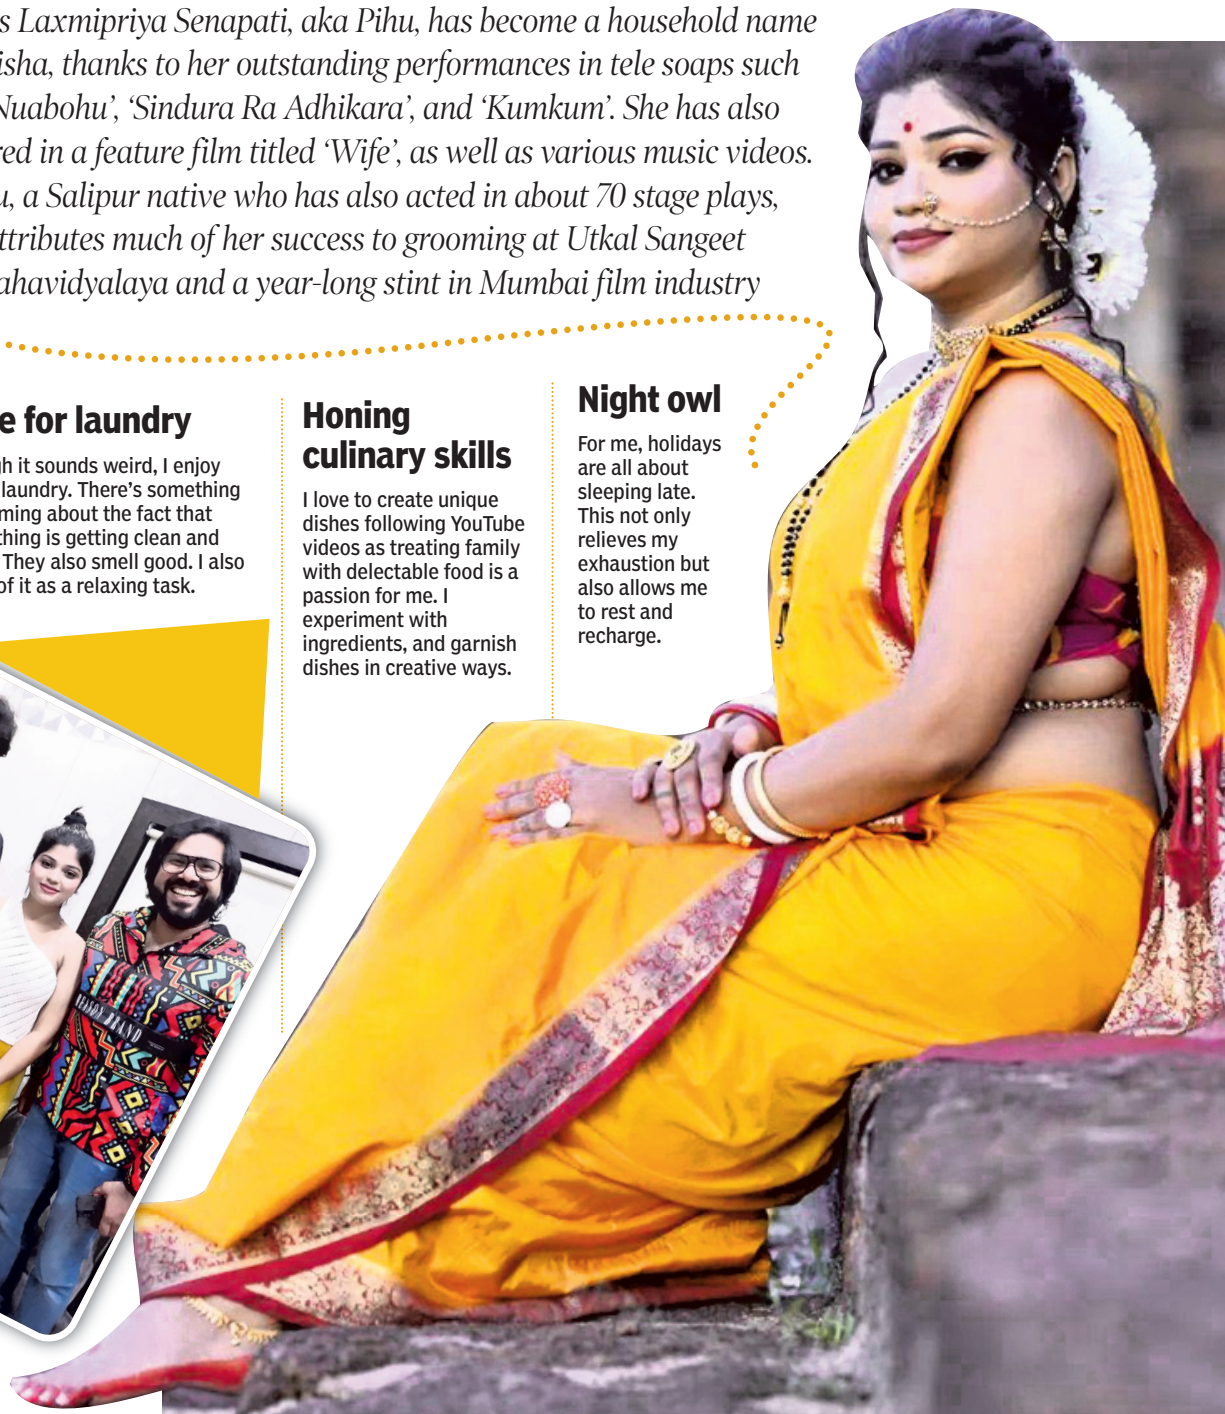 s Laxmipriya Senapati, aka Pihu, has become a household name
isha, thanks to her outstanding performances in tele soaps such
Nuabohu’, ‘Sindura Ra Adhikara’, and ‘Kumkum’. She has also
red in a feature film titled ‘Wife’, as well as various music videos.
u, a Salipur native who has also acted in about 70 stage plays,
ttributes much of her success to grooming at Utkal Sangeet
ahavidyalaya and a year-long stint in Mumbai film industry
e for laundry
gh it sounds weird, I enjoy
laundry. There’s something
ming about the fact that
thing is getting clean and
They also smell good. I also
of it as a relaxing task.
Honing
culinary skills
I love to create unique
dishes following YouTube
videos as treating family
with delectable food is a
passion for me. I
experiment with
ingredients, and garnish
dishes in creative ways.
Night owl
For me, holidays
are all about
sleeping late.
This not only
relieves my
exhaustion but
also allows me
to rest and
recharge.